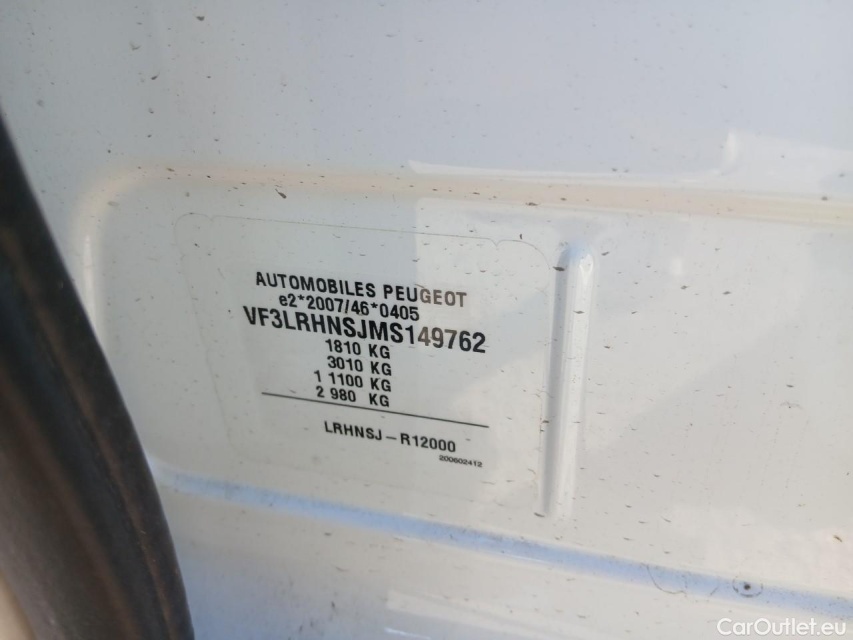 AUTOMOBILES PEUGEOT
e2*2007/46*0405
VF3LRHNSJMS149762
1810 KG
3010 KG
1 1100 KG
2 980 KG
LRHNSJ-R12000
200602412
CarOutlet.eu